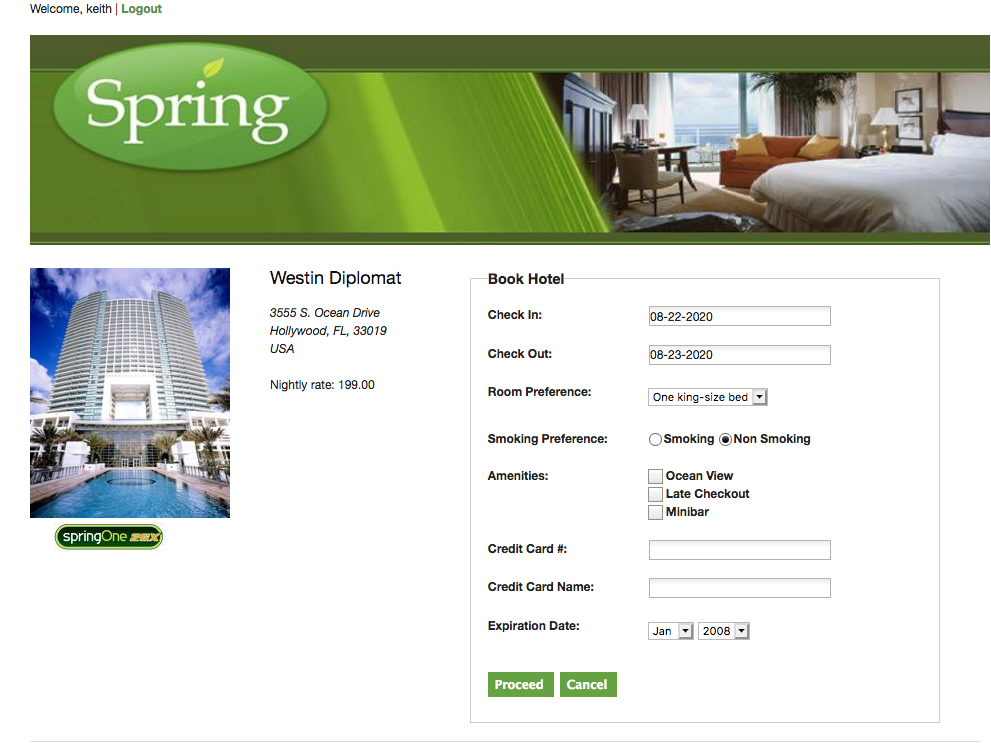 Welcome, keith | Logout
Spring
Westin Diplomat
3555 S. Ocean Drive
Hollywood, FL, 33019
USA
Nightly rate: 199.00
springOne 2GX
Book Hotel
Check In: 08-22-2020
Check Out: 08-23-2020
Room Preference: One king-size bed
Smoking Preference: Smoking Non Smoking
Amenities: Ocean View
Late Checkout
Minibar
Credit Card #:
Credit Card Name:
Expiration Date: Jan 2008
Proceed Cancel